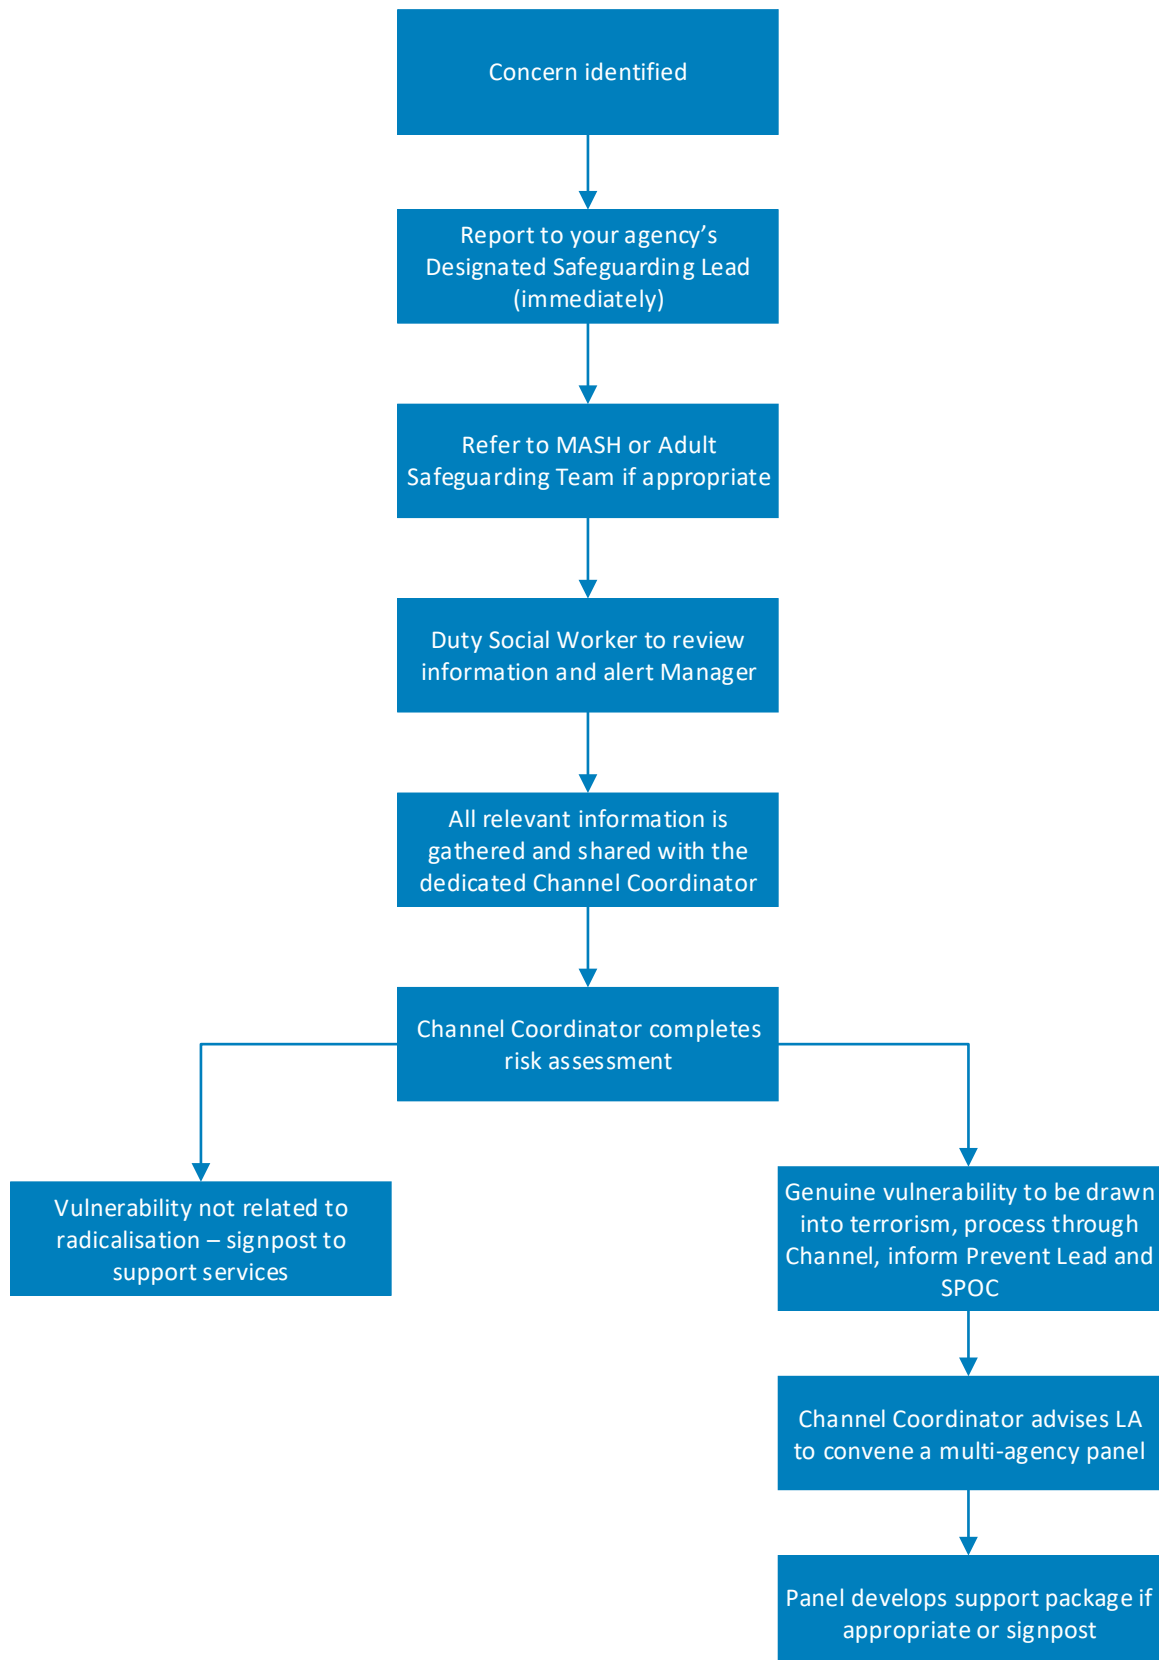 Concern identified
Report to your agency’s
Designated Safeguarding Lead
(immediately)
Refer to MASH or Adult
Safeguarding Team if appropriate
Duty Social Worker to review
information and alert Manager
All relevant information is
gathered and shared with the
dedicated Channel Coordinator
Channel Coordinator completes
risk assessment
Vulnerability not related to
radicalisation – signpost to
support services
Genuine vulnerability to be drawn
into terrorism, process through
Channel, inform Prevent Lead and
SPOC
Channel Coordinator advises LA
to convene a multi-agency panel
Panel develops support package if
appropriate or signpost